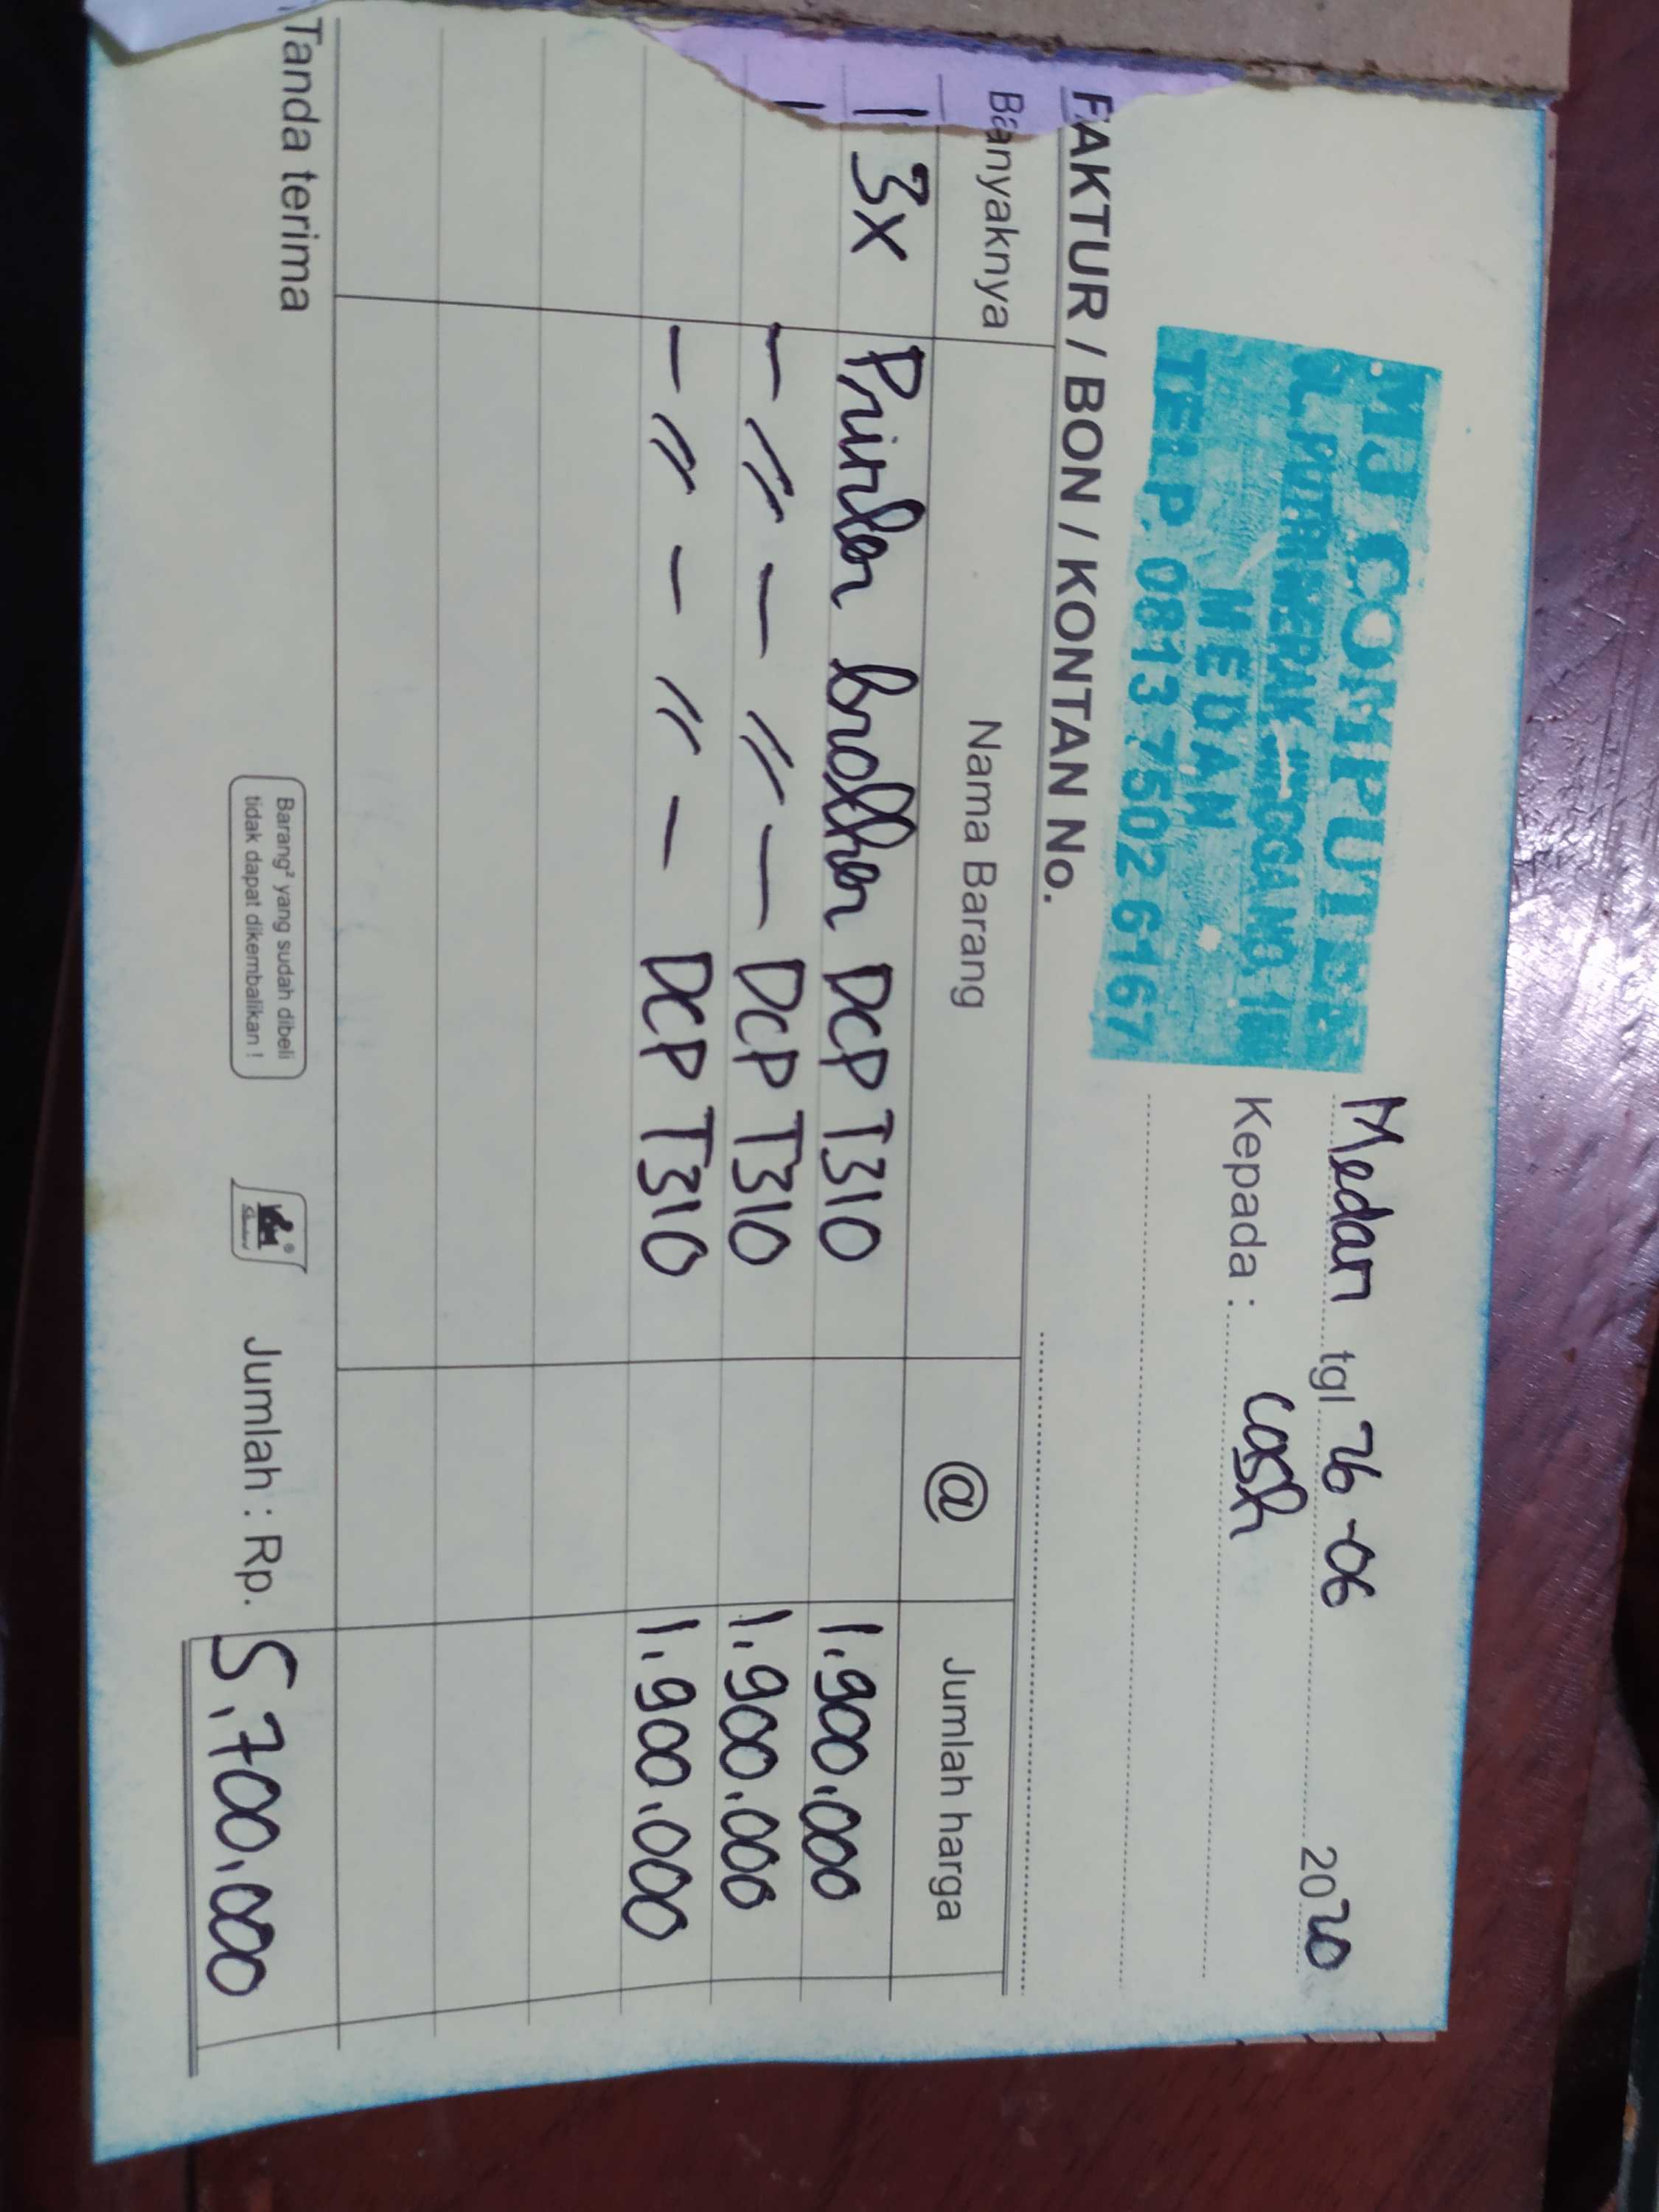 MJ COMPUTER
MEDAN
TELP. 0813 7502 6167
Medan tgl 26-06 2020
Kepada : cash
FAKTUR / BON / KONTAN No.
Banyaknya Nama Barang @ Jumlah harga
3x Printer brother DCP T310 1.900.000
— // — // — DCP T310 1.900.000
— // — // — DCP T310 1.900.000
Tanda terima
Barang² yang sudah dibeli
tidak dapat dikembalikan !
Jumlah : Rp. 5.700.000